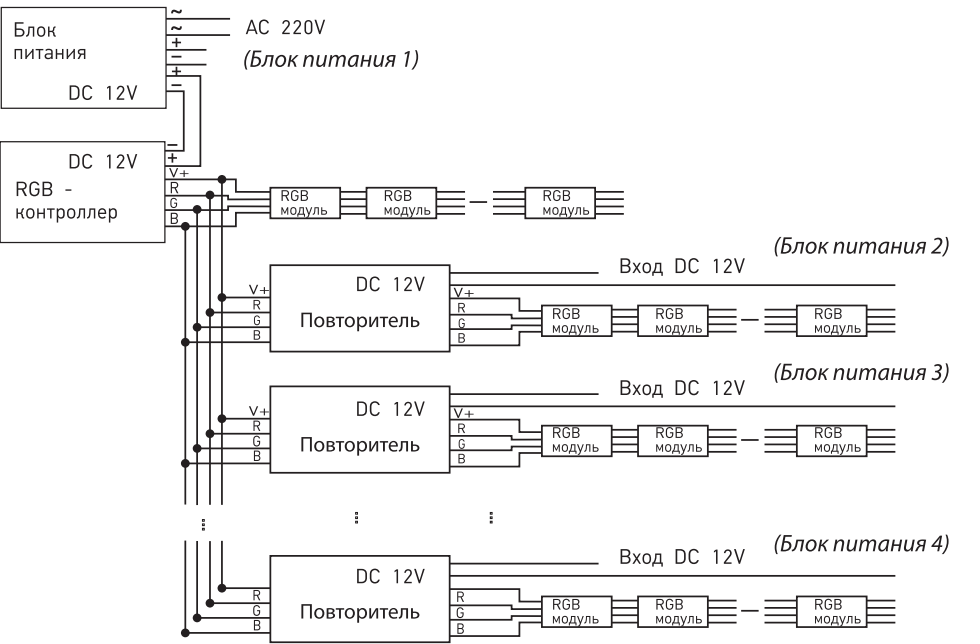 ~
~
Блок
питания
AC 220V
+
−
(Блок питания 1)
+
−
DC 12V
−
+
DC 12V
V+
RGB -
контроллер
R
G
B
RGB
модуль
RGB
модуль
—
RGB
модуль
(Блок питания 2)
Вход DC 12V
DC 12V
Повторитель
V+
R
G
B
V+
R
G
B
RGB
модуль
RGB
модуль
—
RGB
модуль
(Блок питания 3)
Вход DC 12V
DC 12V
Повторитель
V+
R
G
B
V+
R
G
B
RGB
модуль
RGB
модуль
—
RGB
модуль
(Блок питания 4)
Вход DC 12V
DC 12V
Повторитель
R
G
B
R
G
B
RGB
модуль
RGB
модуль
—
RGB
модуль